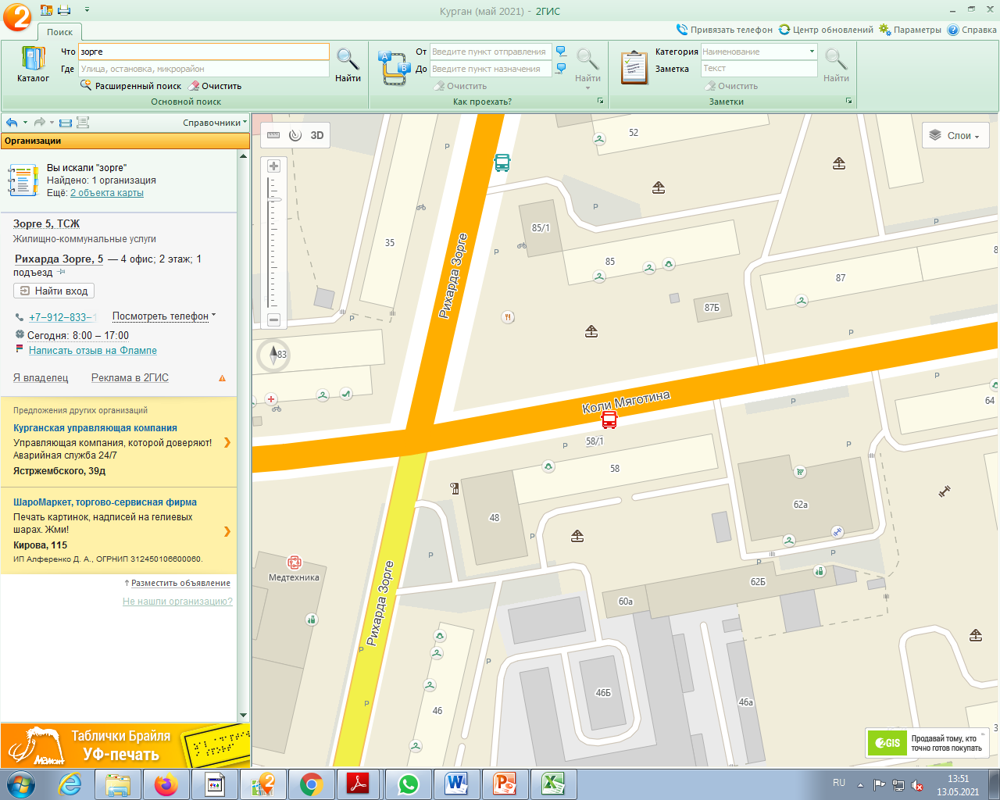 Курган (май 2021) - 2ГИС
Поиск
Привязать телефон
Центр обновлений
Параметры
Справка
Каталог
Что
зорге
Где
Улица, остановка, микрорайон
Расширенный поиск
Очистить
Найти
Основной поиск
От
Введите пункт отправления
До
Введите пункт назначения
Очистить
Найти
Как проехать?
Категория
Наименование
Заметка
Текст
Очистить
Найти
Заметки
Справочники
Организации
Вы искали "зорге"
Найдено: 1 организация
Ещё: 2 объекта карты
Зорге 5, ТСЖ
Жилищно-коммунальные услуги
Рихарда Зорге, 5 — 4 офис; 2 этаж; 1
подъезд
Найти вход
+7-912-833-1
Посмотреть телефон
Сегодня: 8:00 – 17:00
Написать отзыв на Флампе
Я владелец
Реклама в 2ГИС
Предложения других организаций
Курганская управляющая компания
Управляющая компания, которой доверяют!
Аварийная служба 24/7
Ястржембского, 39д
ШароМаркет, торгово-сервисная фирма
Печать картинок, надписей на гелиевых
шарах. Жми!
Кирова, 115
ИП Алференко Д. А., ОГРНИП 312450106600060.
Разместить объявление
Не нашли организацию?
Мамонт
Таблички Брайля
УФ-печать
3D
Слои
52
35
85/1
85
87
87Б
83
Рихарда Зорге
Коли Мяготина
58/1
58
64
48
62а
62Б
60а
Медтехника
Рихарда Зорге
46
46Б
46а
2GIS
Продавай тому, кто
точно готов покупать
RU
13:51
13.05.2021